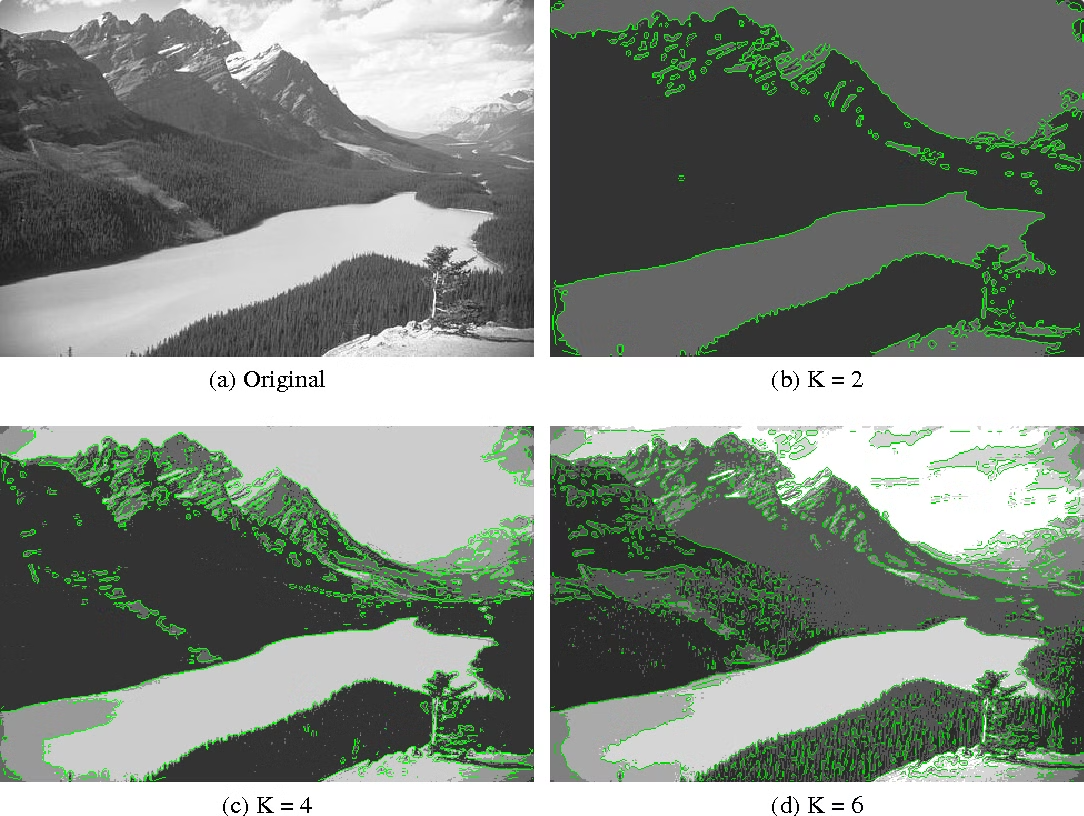 (a) Original
(b) K = 2
(c) K = 4
(d) K = 6